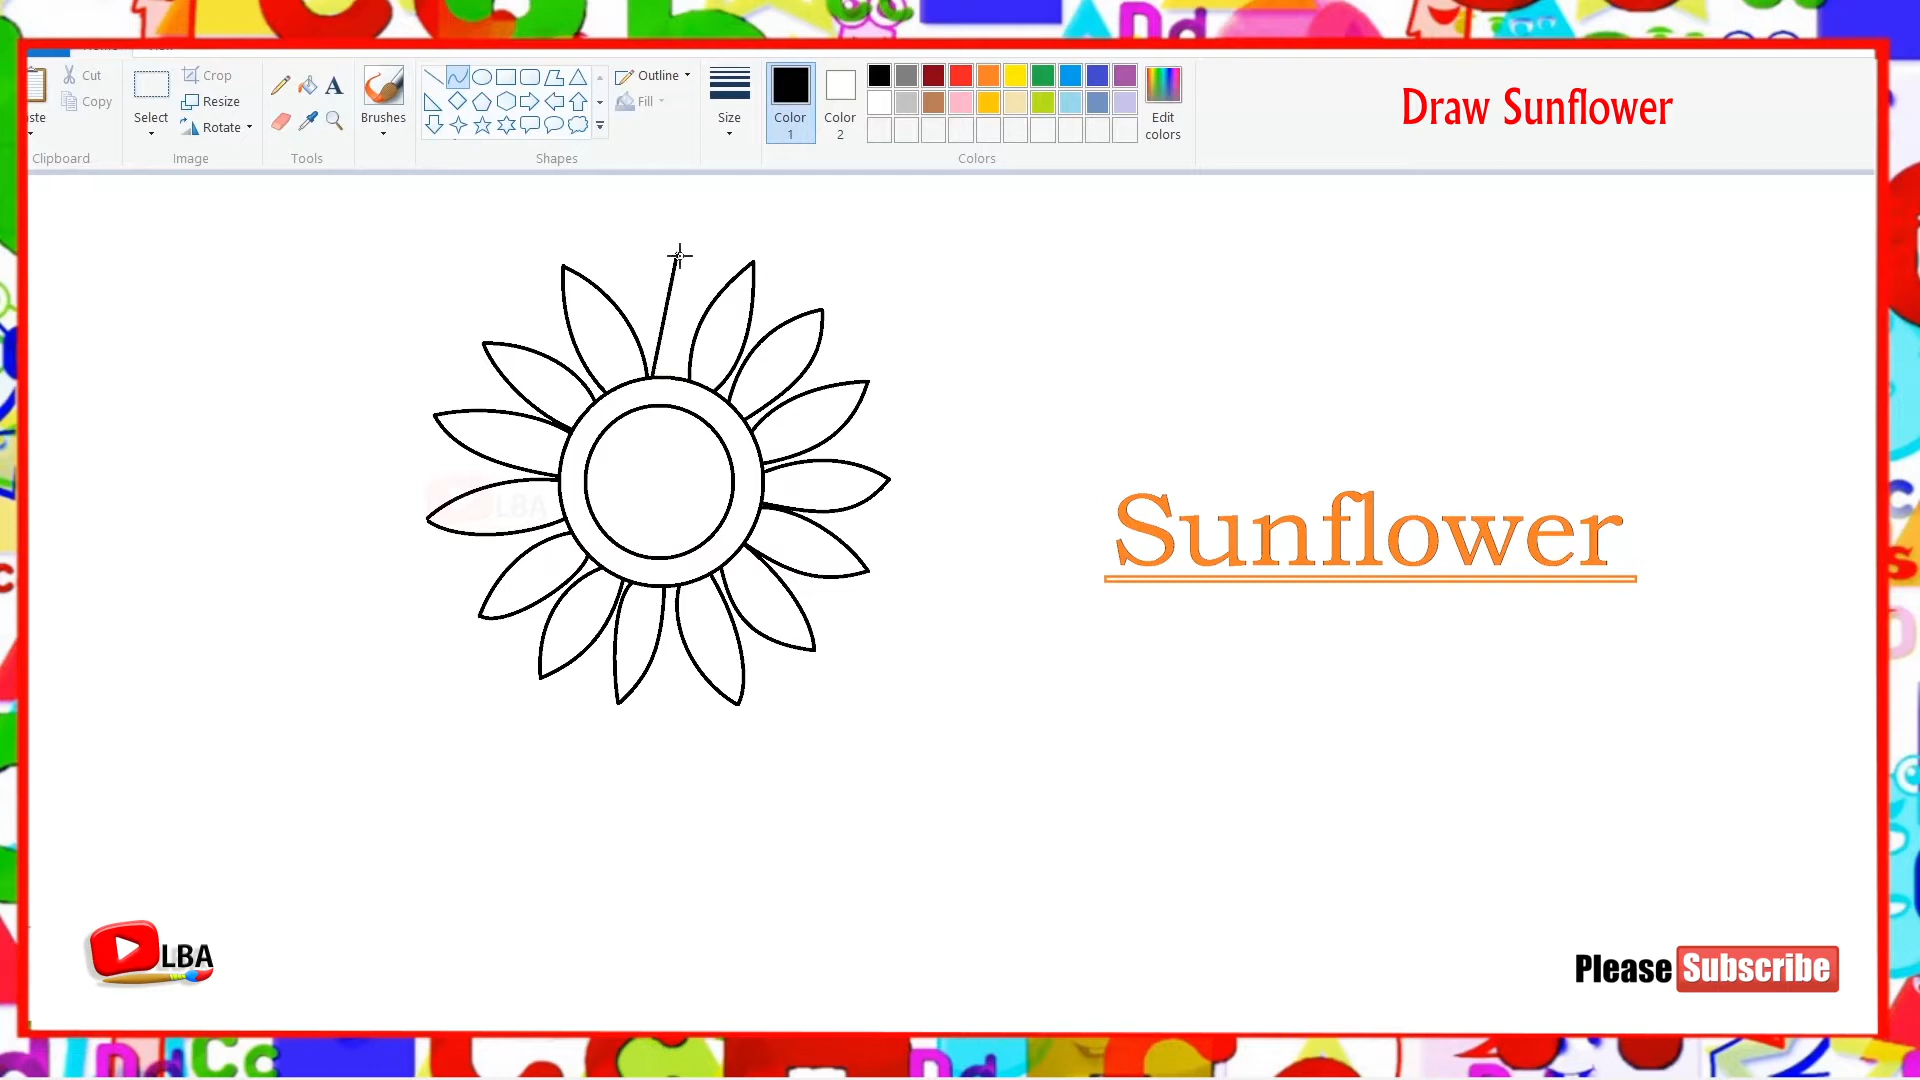 Cut
Copy
Clipboard
Select
Crop
Resize
Rotate
Image
A
Tools
Brushes
Shapes
Outline
Fill
Size
Color
1
Color
2
Edit
colors
Colors
Draw Sunflower
Sunflower
LBA
LBA
Please Subscribe